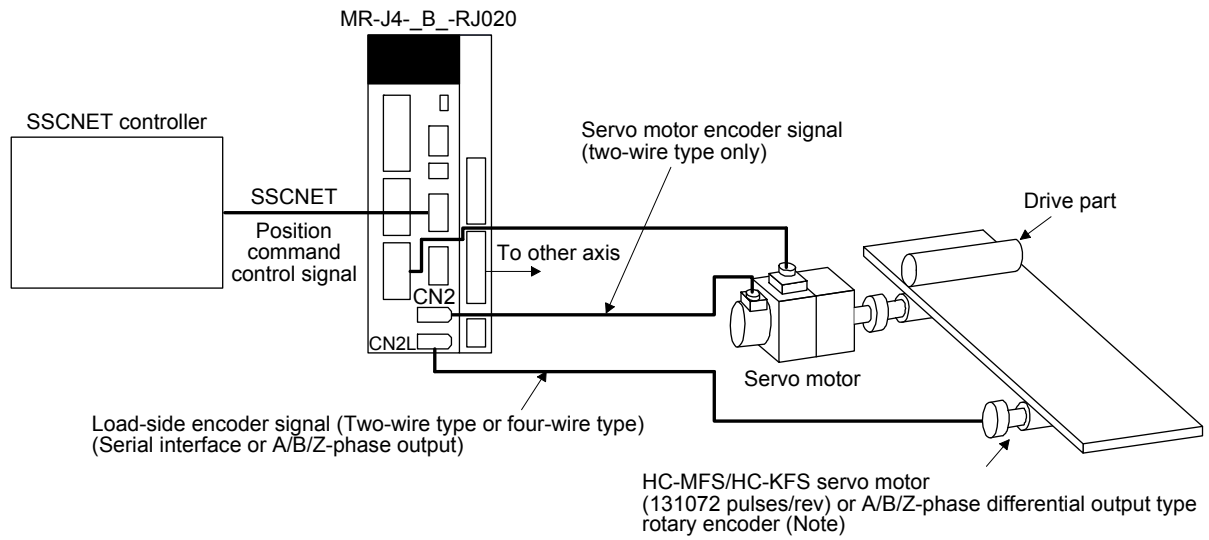 MR-J4-_B_-RJ020
SSCNET controller
Servo motor encoder signal
(two-wire type only)
SSCNET
Drive part
Position
command
control signal
To other axis
CN2
CN2L
Servo motor
Load-side encoder signal (Two-wire type or four-wire type)
(Serial interface or A/B/Z-phase output)
HC-MFS/HC-KFS servo motor
(131072 pulses/rev) or A/B/Z-phase differential output type
rotary encoder (Note)